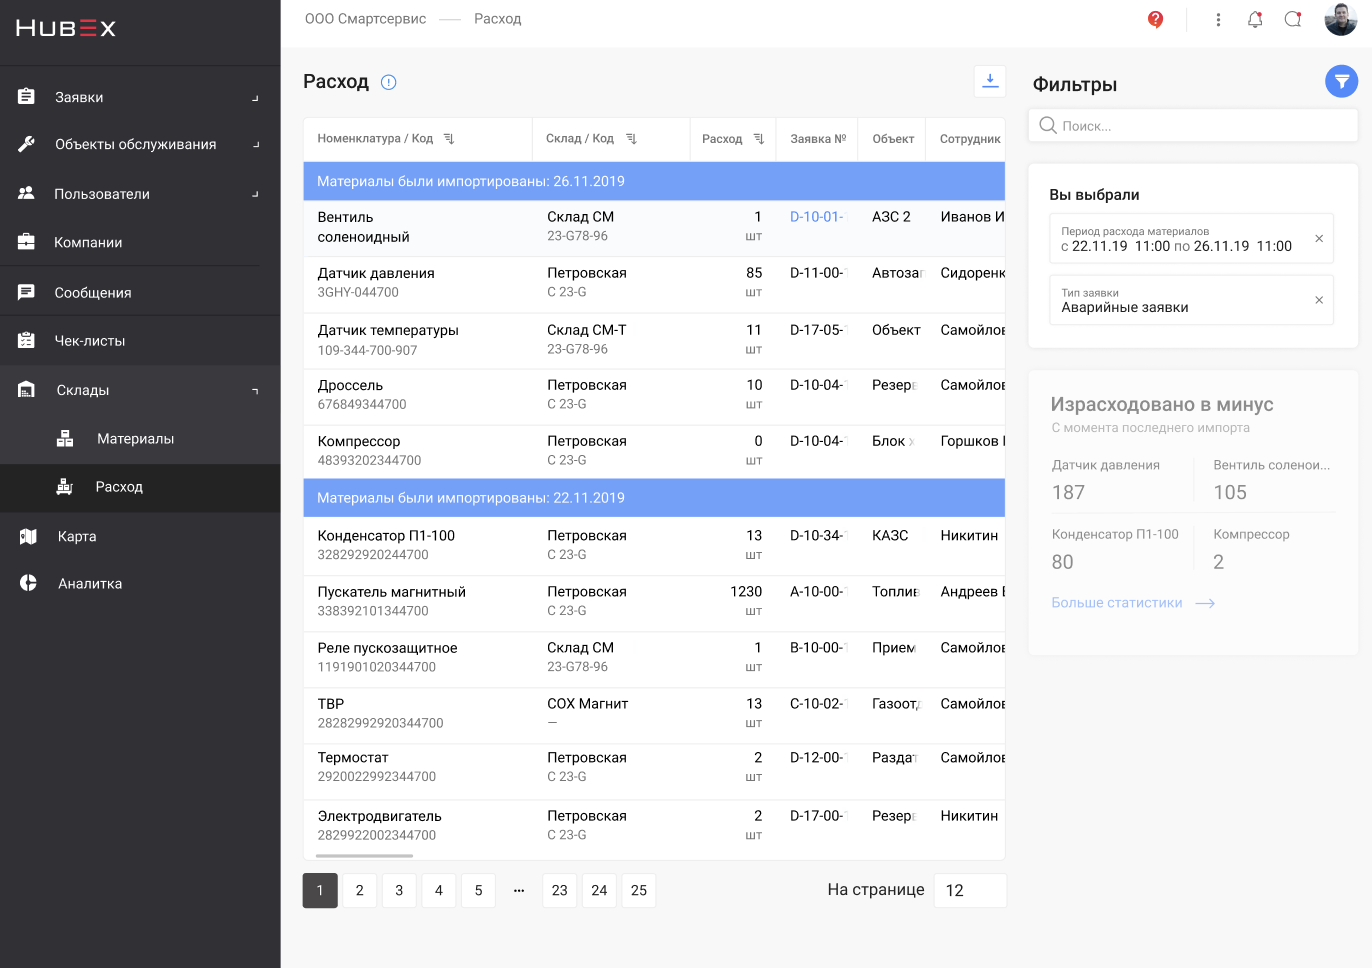 HUBEX
Заявки
Объекты обслуживания
Пользователи
Компании
Сообщения
Чек-листы
Склады
Материалы
Расход
Карта
Аналитка
ООО Смартсервис
Расход
Расход
Номенклатура / Код
Склад / Код
Расход
Заявка №
Объект
Сотрудник
Материалы были импортированы: 26.11.2019
Вентиль соленоидный
Склад СМ
23-G78-96
1
шт
D-10-01-
АЗС 2
Иванов И
Датчик давления
3GHY-044700
Петровская
С 23-G
85
шт
D-11-00-
Автоза
Сидоренк
Датчик температуры
109-344-700-907
Склад СМ-Т
23-G78-96
11
шт
D-17-05-
Объект
Самойлов
Дроссель
676849344700
Петровская
С 23-G
10
шт
D-10-04-
Резер
Самойлов
Компрессор
48393202344700
Петровская
С 23-G
0
шт
D-10-04-
Блок
Горшков
Материалы были импортированы: 22.11.2019
Конденсатор П1-100
328292920244700
Петровская
С 23-G
13
шт
D-10-34-
КАЗС
Никитин
Пускатель магнитный
338392101344700
Петровская
С 23-G
1230
шт
A-10-00-
Топлив
Андреев
Реле пускозащитное
1191901020344700
Склад СМ
23-G78-96
1
шт
B-10-00-
Прием
Самойлов
ТВР
28282992920344700
СОХ Магнит
—
13
шт
C-10-02-
Газоот
Самойлов
Термостат
2920022992344700
Петровская
С 23-G
2
шт
D-12-00-
Раздат
Самойлов
Электродвигатель
2829922002344700
Петровская
С 23-G
2
шт
D-17-00-
Резер
Никитин
1
2
3
4
5
...
23
24
25
На странице
12
Фильтры
Поиск...
Вы выбрали
Период расхода материалов
с 22.11.19 11:00 по 26.11.19 11:00
Тип заявки
Аварийные заявки
Израсходовано в минус
С момента последнего импорта
Датчик давления
187
Вентиль соленои...
105
Конденсатор П1-100
80
Компрессор
2
Больше статистики